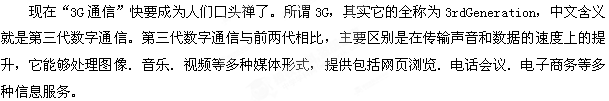 现在“3G通信”快要成为人们口头禅了。所谓3G，其实它的全称为3rdGeneration，中文含义
就是第三代数字通信。第三代数字通信与前两代相比，主要区别是在传输声音和数据的速度上的提
升，它能够处理图像．音乐．视频等多种媒体形式，提供包括网页浏览．电话会议．电子商务等多
种信息服务。